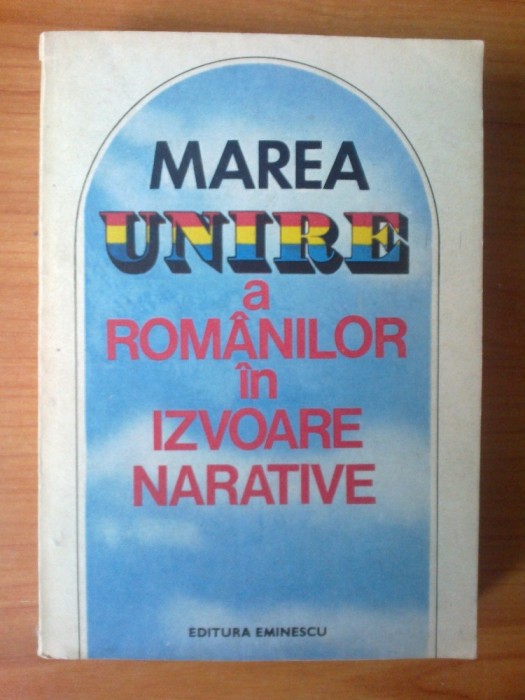 MAREA
UNIRE
a
ROMÂNILOR
în
IZVOARE
NARATIVE
EDITURA EMINESCU